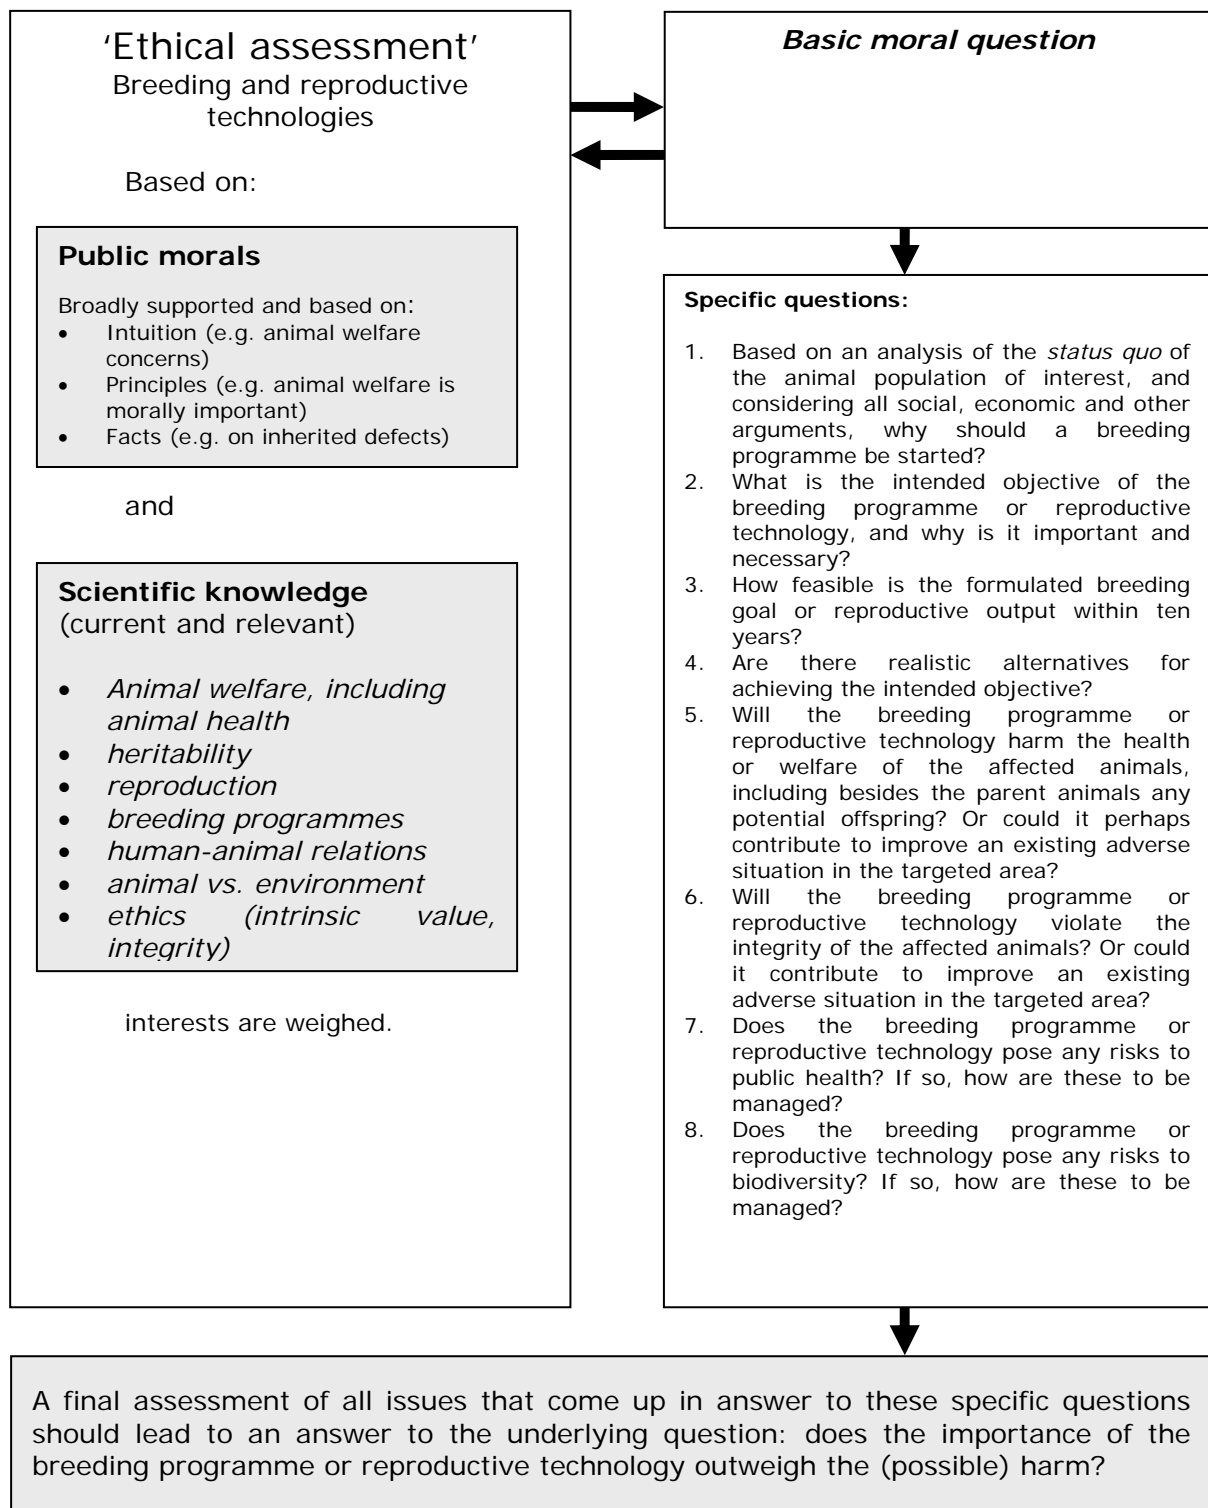 ‘Ethical assessment’
Breeding and reproductive
technologies
Based on:
Public morals
Broadly supported and based on:
• Intuition (e.g. animal welfare
concerns)
• Principles (e.g. animal welfare is
morally important)
• Facts (e.g. on inherited defects)
and
Scientific knowledge
(current and relevant)
• Animal welfare, including
animal health
• heritability
• reproduction
• breeding programmes
• human-animal relations
• animal vs. environment
• ethics (intrinsic value,
integrity)
interests are weighed.
Basic moral question
Specific questions:
1. Based on an analysis of the status quo of
the animal population of interest, and
considering all social, economic and other
arguments, why should a breeding
programme be started?
2. What is the intended objective of the
breeding programme or reproductive
technology, and why is it important and
necessary?
3. How feasible is the formulated breeding
goal or reproductive output within ten
years?
4. Are there realistic alternatives for
achieving the intended objective?
5. Will the breeding programme or
reproductive technology harm the health
or welfare of the affected animals,
including besides the parent animals any
potential offspring? Or could it perhaps
contribute to improve an existing adverse
situation in the targeted area?
6. Will the breeding programme or
reproductive technology violate the
integrity of the affected animals? Or could
it contribute to improve an existing
adverse situation in the targeted area?
7. Does the breeding programme or
reproductive technology pose any risks to
public health? If so, how are these to be
managed?
8. Does the breeding programme or
reproductive technology pose any risks to
biodiversity? If so, how are these to be
managed?
A final assessment of all issues that come up in answer to these specific questions
should lead to an answer to the underlying question: does the importance of the
breeding programme or reproductive technology outweigh the (possible) harm?